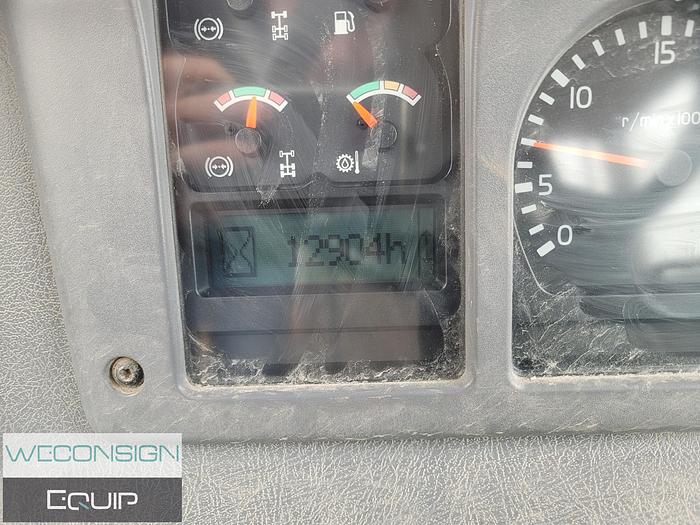 15
10
r/min x100
5
0
12904h
WECONSIGN
EQUIP